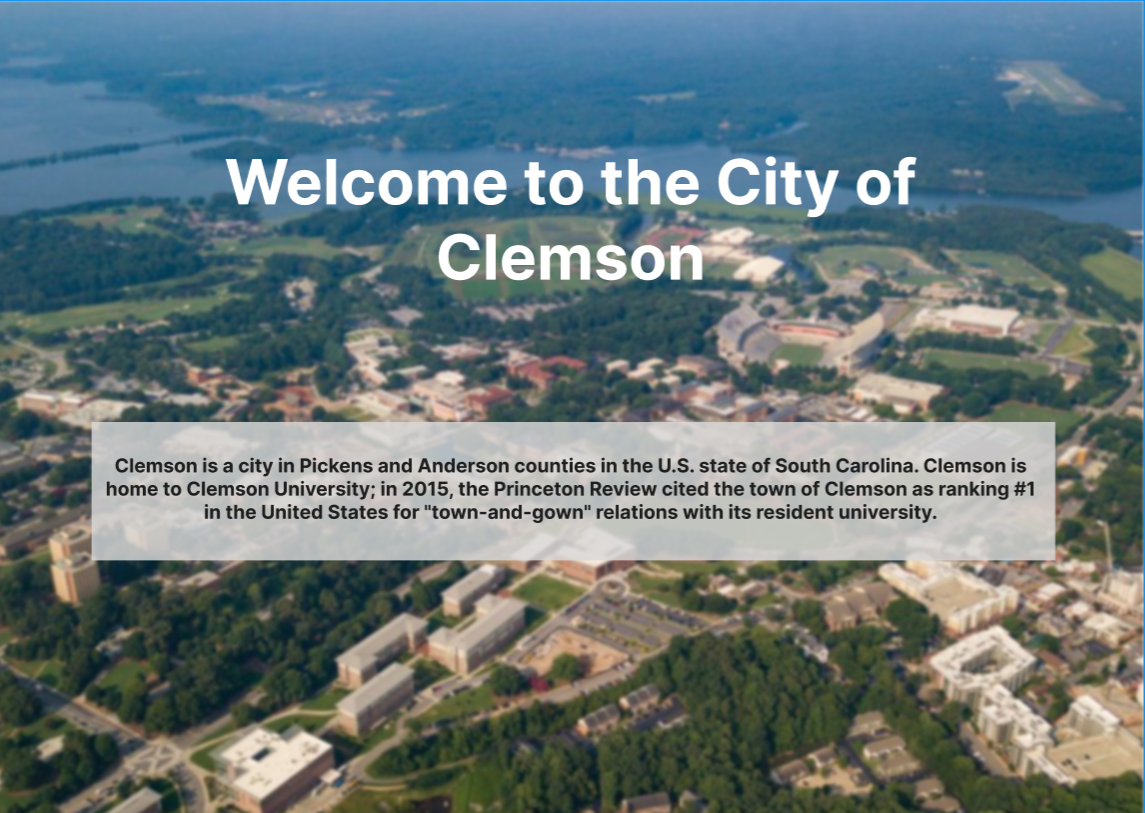 Welcome to the City of
Clemson
Clemson is a city in Pickens and Anderson counties in the U.S. state of South Carolina. Clemson is
home to Clemson University; in 2015, the Princeton Review cited the town of Clemson as ranking #1
in the United States for "town-and-gown" relations with its resident university.